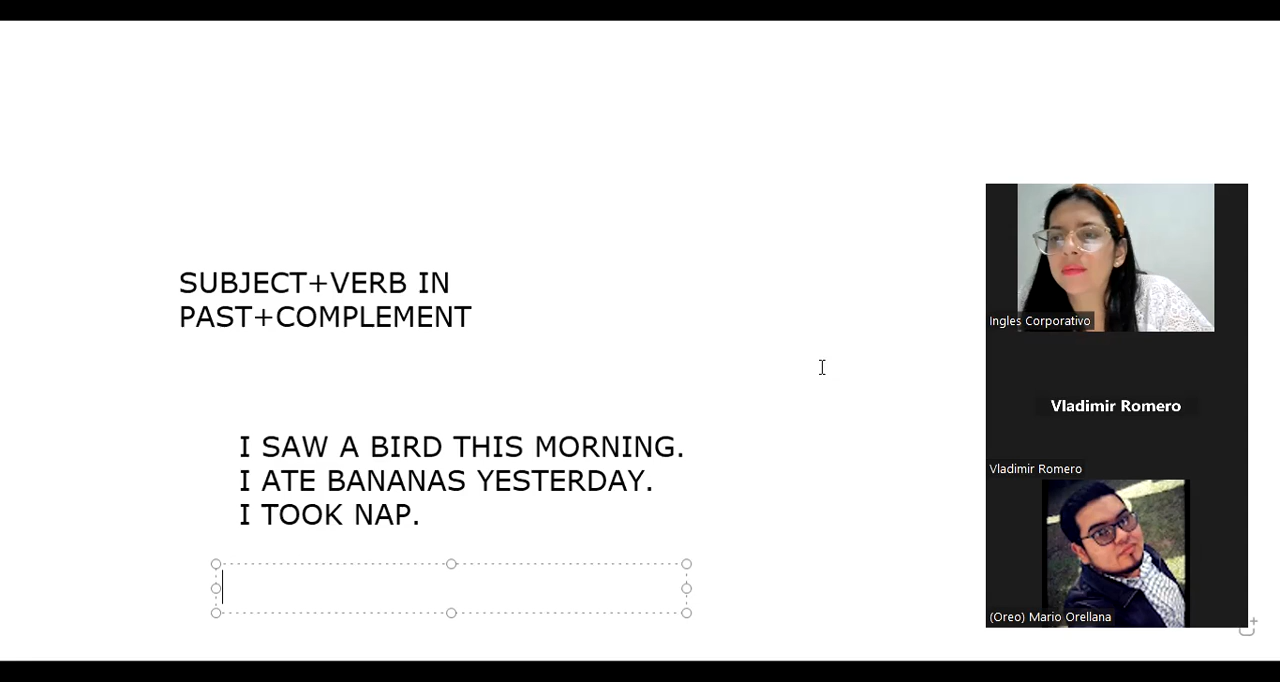 SUBJECT+VERB IN
PAST+COMPLEMENT
I SAW A BIRD THIS MORNING.
I ATE BANANAS YESTERDAY.
I TOOK NAP.
Ingles Corporativo
Vladimir Romero
Vladimir Romero
(Oreo) Mario Orellana